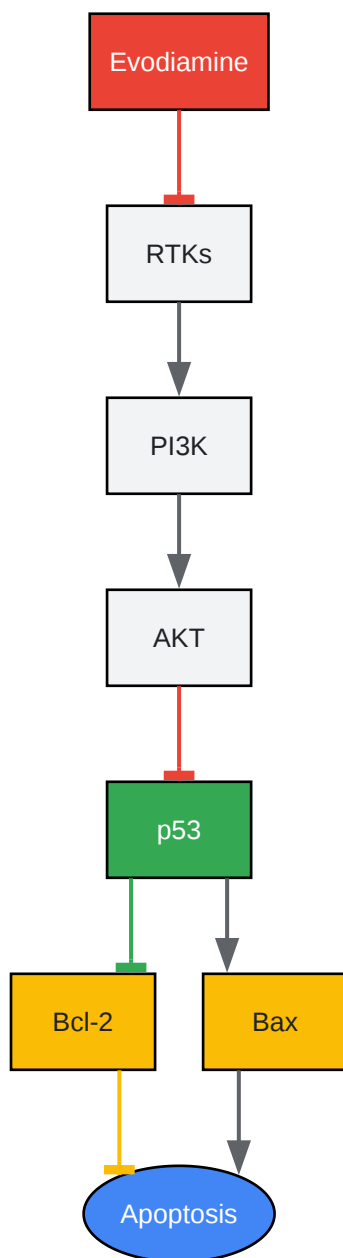 Evodiamine
RTKs
PI3K
AKT
p53
Bcl-2
Bax
Apoptosis